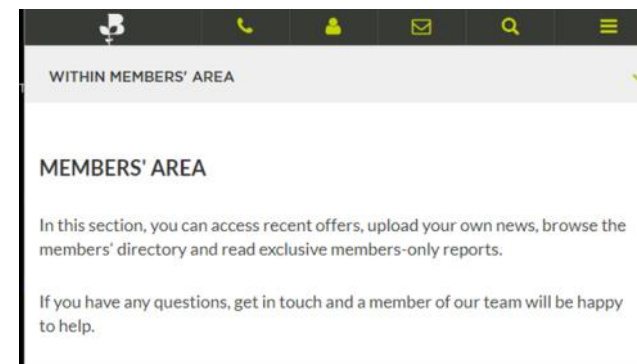 WITHIN MEMBERS' AREA
MEMBERS' AREA
In this section, you can access recent offers, upload your own news, browse the
members' directory and read exclusive members-only reports.
If you have any questions, get in touch and a member of our team will be happy
to help.